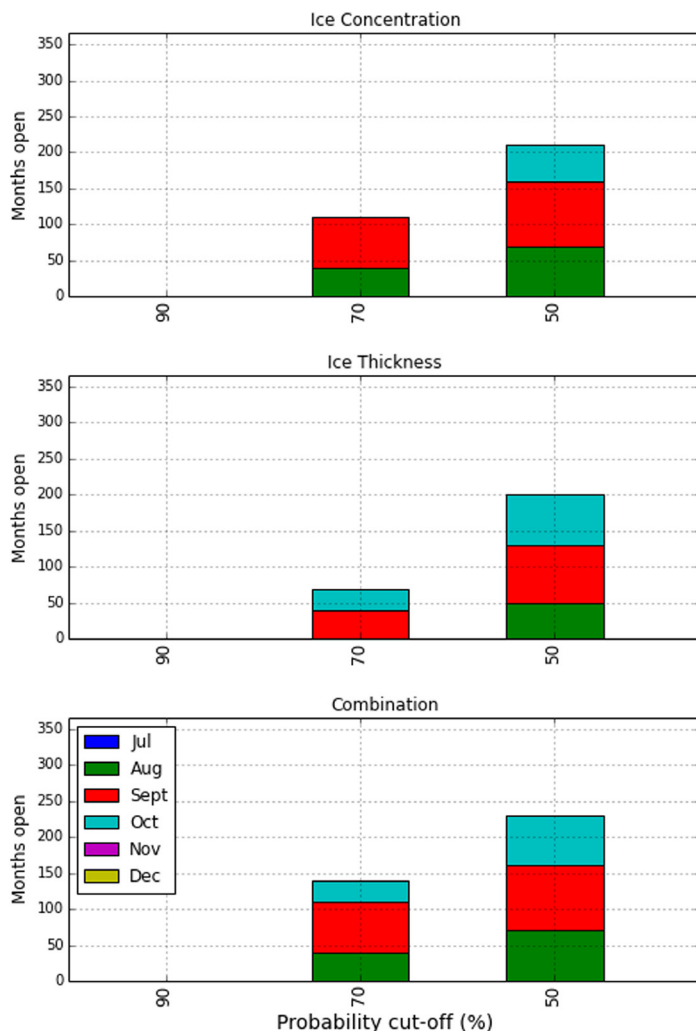 Ice Concentration
350
300
250
200
150
100
50
0
Months open
90
70
50
Ice Thickness
350
300
250
200
150
100
50
0
Months open
90
70
50
Combination
350
300
250
200
150
100
50
0
Months open
Jul
Aug
Sept
Oct
Nov
Dec
90
70
50
Probability cut-off (%)